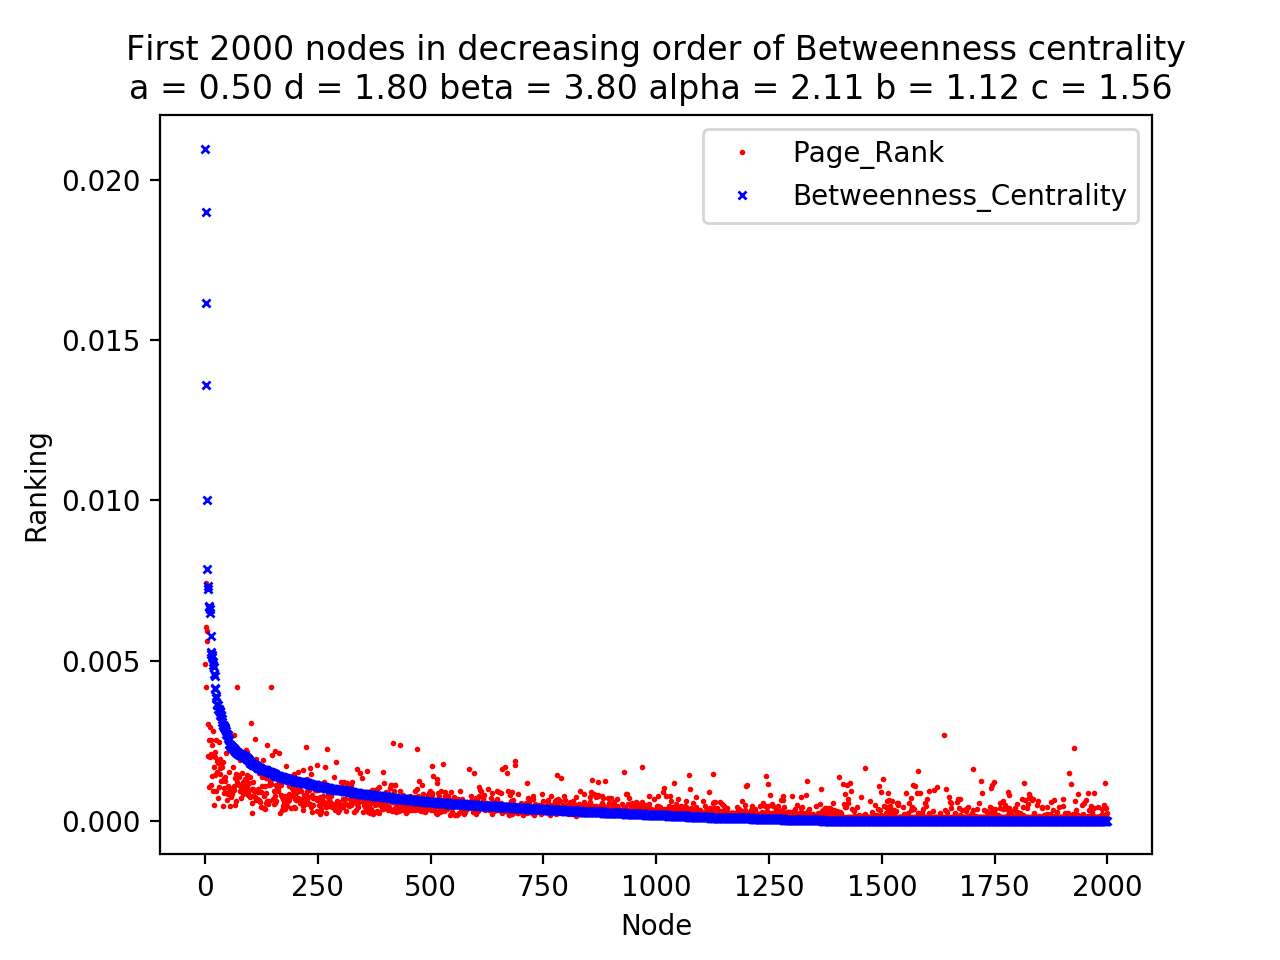 First 2000 nodes in decreasing order of Betweenness centrality
a = 0.50 d = 1.80 beta = 3.80 alpha = 2.11 b = 1.12 c = 1.56
Page_Rank
Betweenness_Centrality
0.020
0.015
0.010
0.005
0.000
Ranking
0 250 500 750 1000 1250 1500 1750 2000
Node